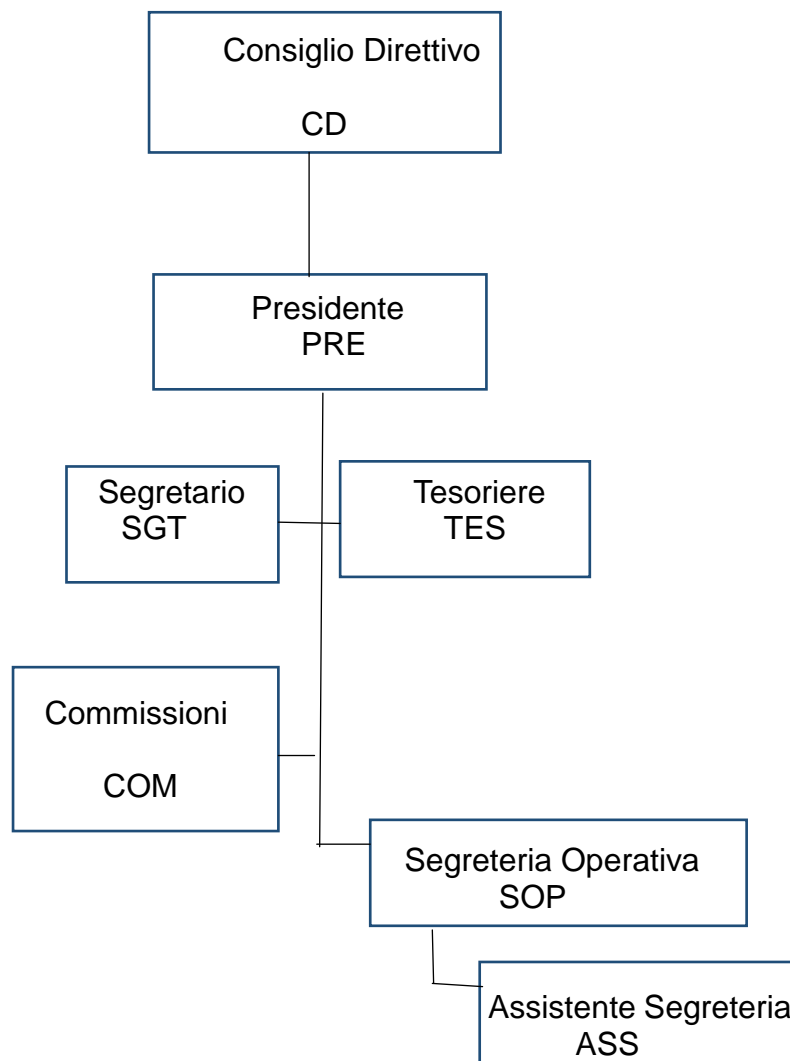 Consiglio Direttivo
CD
Presidente
PRE
Segretario
SGT
Tesoriere
TES
Commissioni
COM
Segreteria Operativa
SOP
Assistente Segreteria
ASS